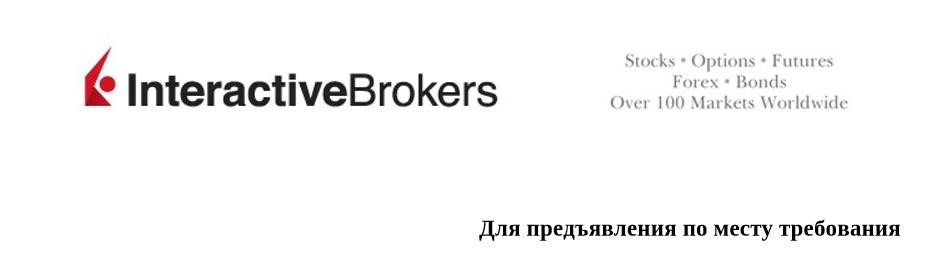 InteractiveBrokers
Stocks • Options • Futures
Forex • Bonds
Over 100 Markets Worldwide
Для предъявления по месту требования